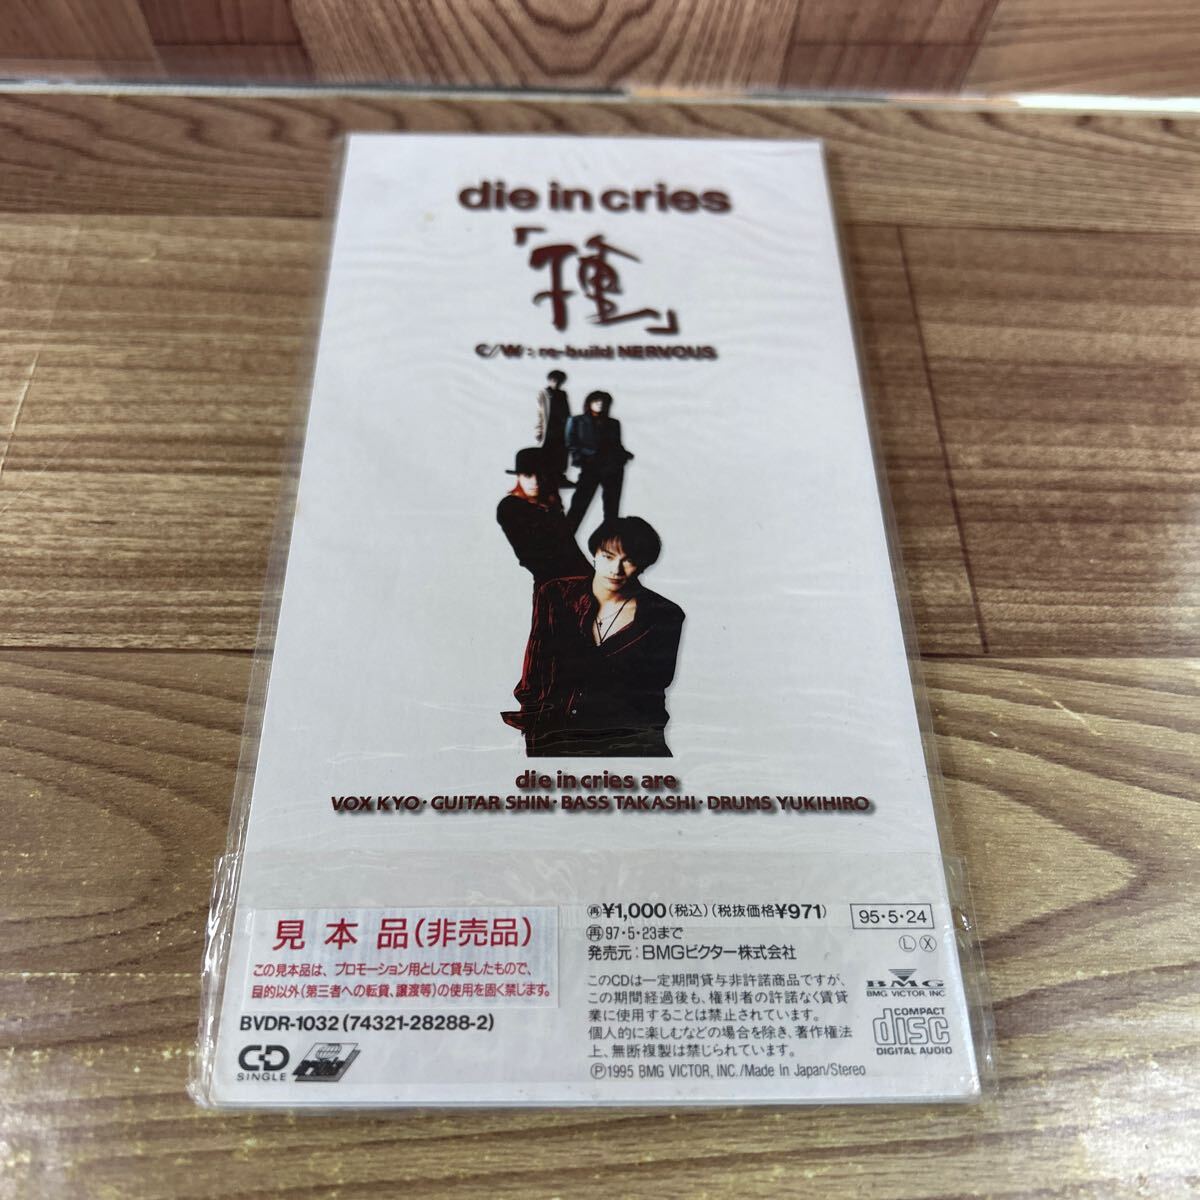 die in cries
「種」
C/W : re-build NERVOUS
die in cries are
VOX KYO・GUITAR SHIN・BASS TAKASHI・DRUMS YUKIHIRO
見本品(非売品)
この見本品は、プロモーション用として貸与したもので、
目的以外(第三者への転貸、譲渡等)の使用を固く禁じます。
BVDR-1032 (74321-28288-2)
CD
SINGLE
再¥1,000(税込)(税抜価格¥971)
再97・5・23まで
発売元：BMGビクター株式会社
95・5・24
Ⓛ Ⓧ
このCDは一定期間貸与非許諾商品ですが、
この期間経過後も、権利者の許諾なく賃貸
業に使用することは禁止されています。
個人的に楽しむなどの場合を除き、著作権法
上、無断複製は禁じられています。
Ⓟ1995 BMG VICTOR, INC./Made in Japan/Stereo
BMG
BMG VICTOR, INC
COMPACT
disc
DIGITAL AUDIO